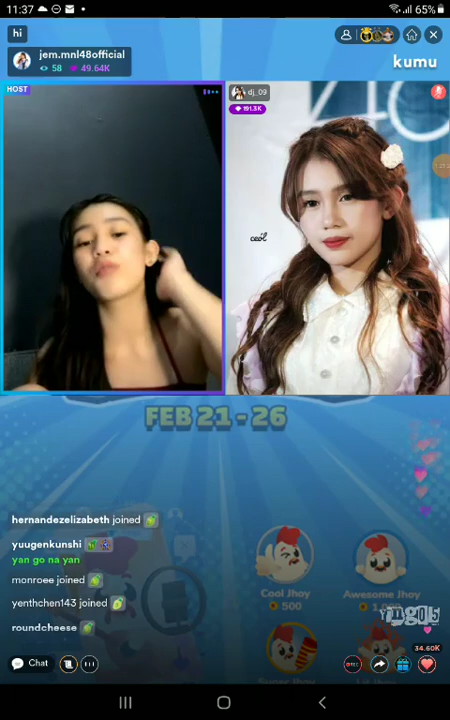 11:37
65%
hi
jem.mnl48official
58 49.64K
kumu
HOST
dj_09
191.3K
ceol
FEB 21 - 26
hernandezelizabeth joined
yuugenkunshi
yan go na yan
monroee joined
yenthchen143 joined
roundcheese
Cool Jhoy
500
Awesome Jhoy
34.60K
Chat